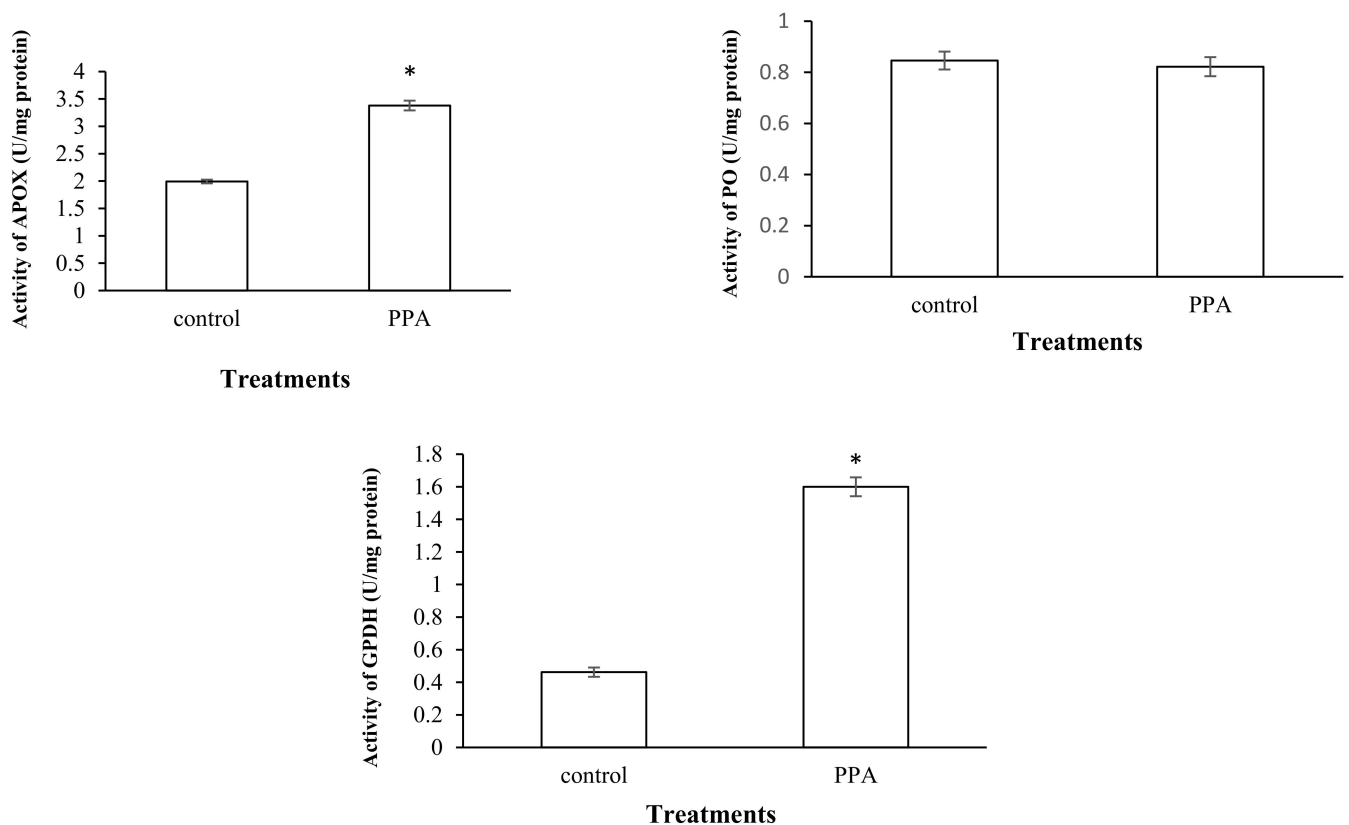 Activity of APOX (U/mg protein)
4
3.5
3
2.5
2
1.5
1
0.5
0
*
control
PPA
Treatments
Activity of PO (U/mg protein)
1
0.8
0.6
0.4
0.2
0
control
PPA
Treatments
Activity of GPDH (U/mg protein)
1.8
1.6
1.4
1.2
1
0.8
0.6
0.4
0.2
0
*
control
PPA
Treatments